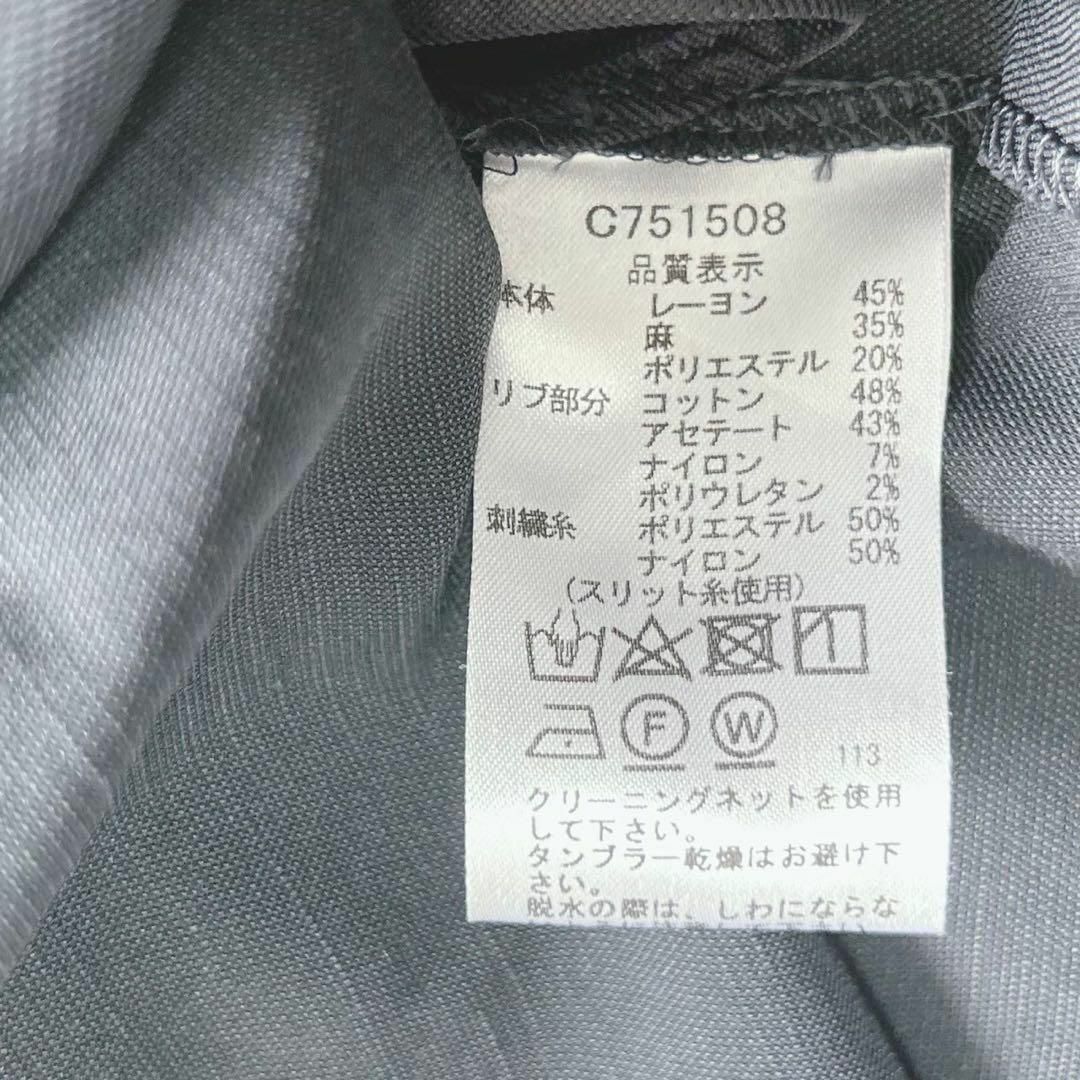 C751508
品質表示
本体 レーヨン 45%
麻 35%
ポリエステル 20%
リブ部分 コットン 48%
アセテート 43%
ナイロン 7%
ポリウレタン 2%
刺繍糸 ポリエステル 50%
ナイロン 50%
(スリット糸使用)
F W 113
クリーニングネットを使用
して下さい。
タンブラー乾燥はお避け下
さい。
脱水の際は、しわにならな